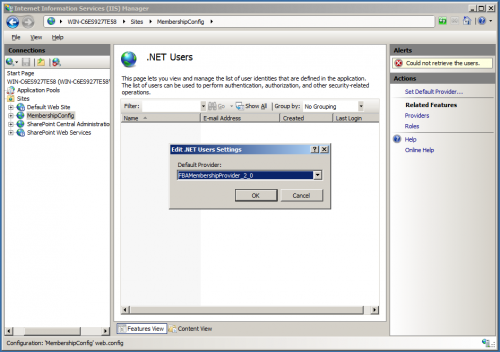 Internet Information Services (IIS) Manager
WIN-C6ES927TE58 ▸ Sites ▸ MembershipConfig ▸
File View Help
Connections
Start Page
WIN-C6ES927TE58 (WIN-C6ES927TE58\
Application Pools
Sites
Default Web Site
MembershipConfig
SharePoint Central Administratio
SharePoint Web Services
.NET Users
This page lets you view and manage the list of user identities that are defined in the application.
The list of users can be used to perform authentication, authorization, and other security-related
operations.
Filter: Go Show All Group by: No Grouping
Name E-mail Address Created Last Login
Edit .NET Users Settings
Default Provider:
FBAMembershipProvider_2_0
OK Cancel
Features View Content View
Alerts
Could not retrieve the users.
Actions
Set Default Provider...
Related Features
Providers
Roles
Help
Online Help
Configuration: 'MembershipConfig' web.config